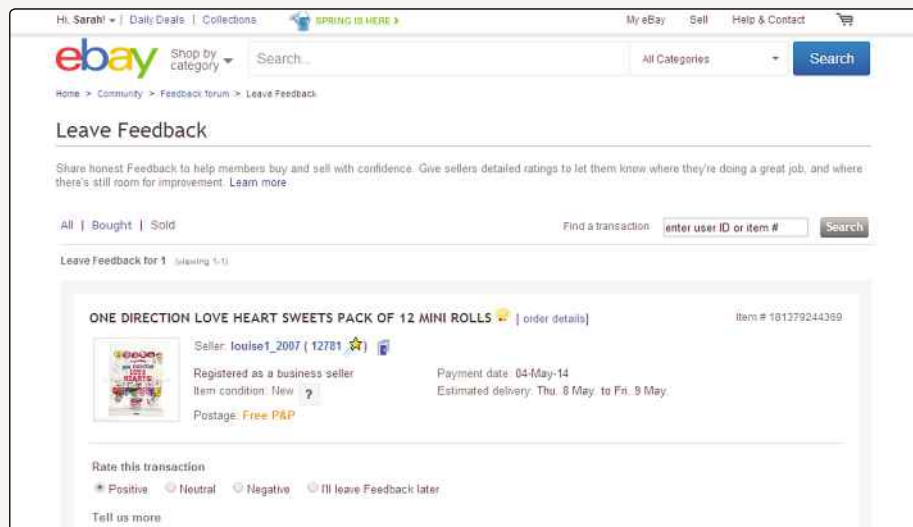 Hi, Sarah! Daily Deals | Collections SPRING IS HERE > My eBay Sell Help & Contact
ebay Shop by category Search... All Categories Search
Home > Community > Feedback forum > Leave Feedback
Leave Feedback
Share honest Feedback to help members buy and sell with confidence. Give sellers detailed ratings to let them know where they're doing a great job, and where
there's still room for improvement. Learn more
All | Bought | Sold Find a transaction enter user ID or item # Search
Leave Feedback for 1 (viewing 1-1)
ONE DIRECTION LOVE HEART SWEETS PACK OF 12 MINI ROLLS [ order details] Item # 181379244369
Seller: louise1_2007 ( 12781 )
Registered as a business seller Payment date: 04-May-14
Item condition: New ? Estimated delivery: Thu. 8 May. to Fri. 9 May.
Postage: Free P&P
Rate this transaction
Positive Neutral Negative I'll leave Feedback later
Tell us more